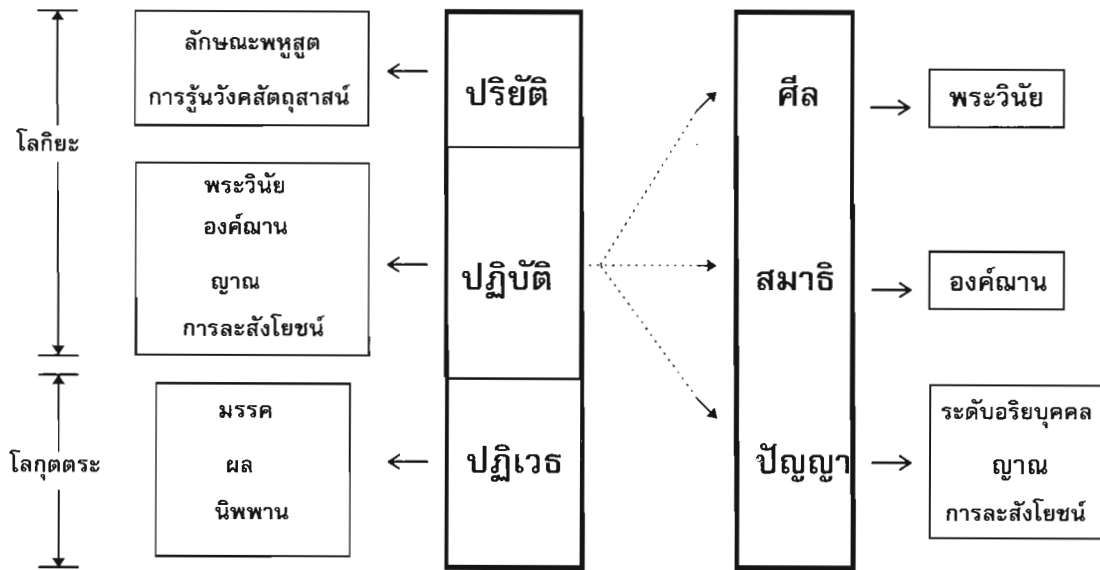 โลกิยะ
โลกุตตระ
ลักษณะพหูสูต
การรู้นวังคสัตถุสาสน์
พระวินัย
องค์ฌาน
ญาณ
การละสังโยชน์
มรรค
ผล
นิพพาน
ปริยัติ
ปฏิบัติ
ปฏิเวธ
ศีล
สมาธิ
ปัญญา
พระวินัย
องค์ฌาน
ระดับอริยบุคคล
ญาณ
การละสังโยชน์